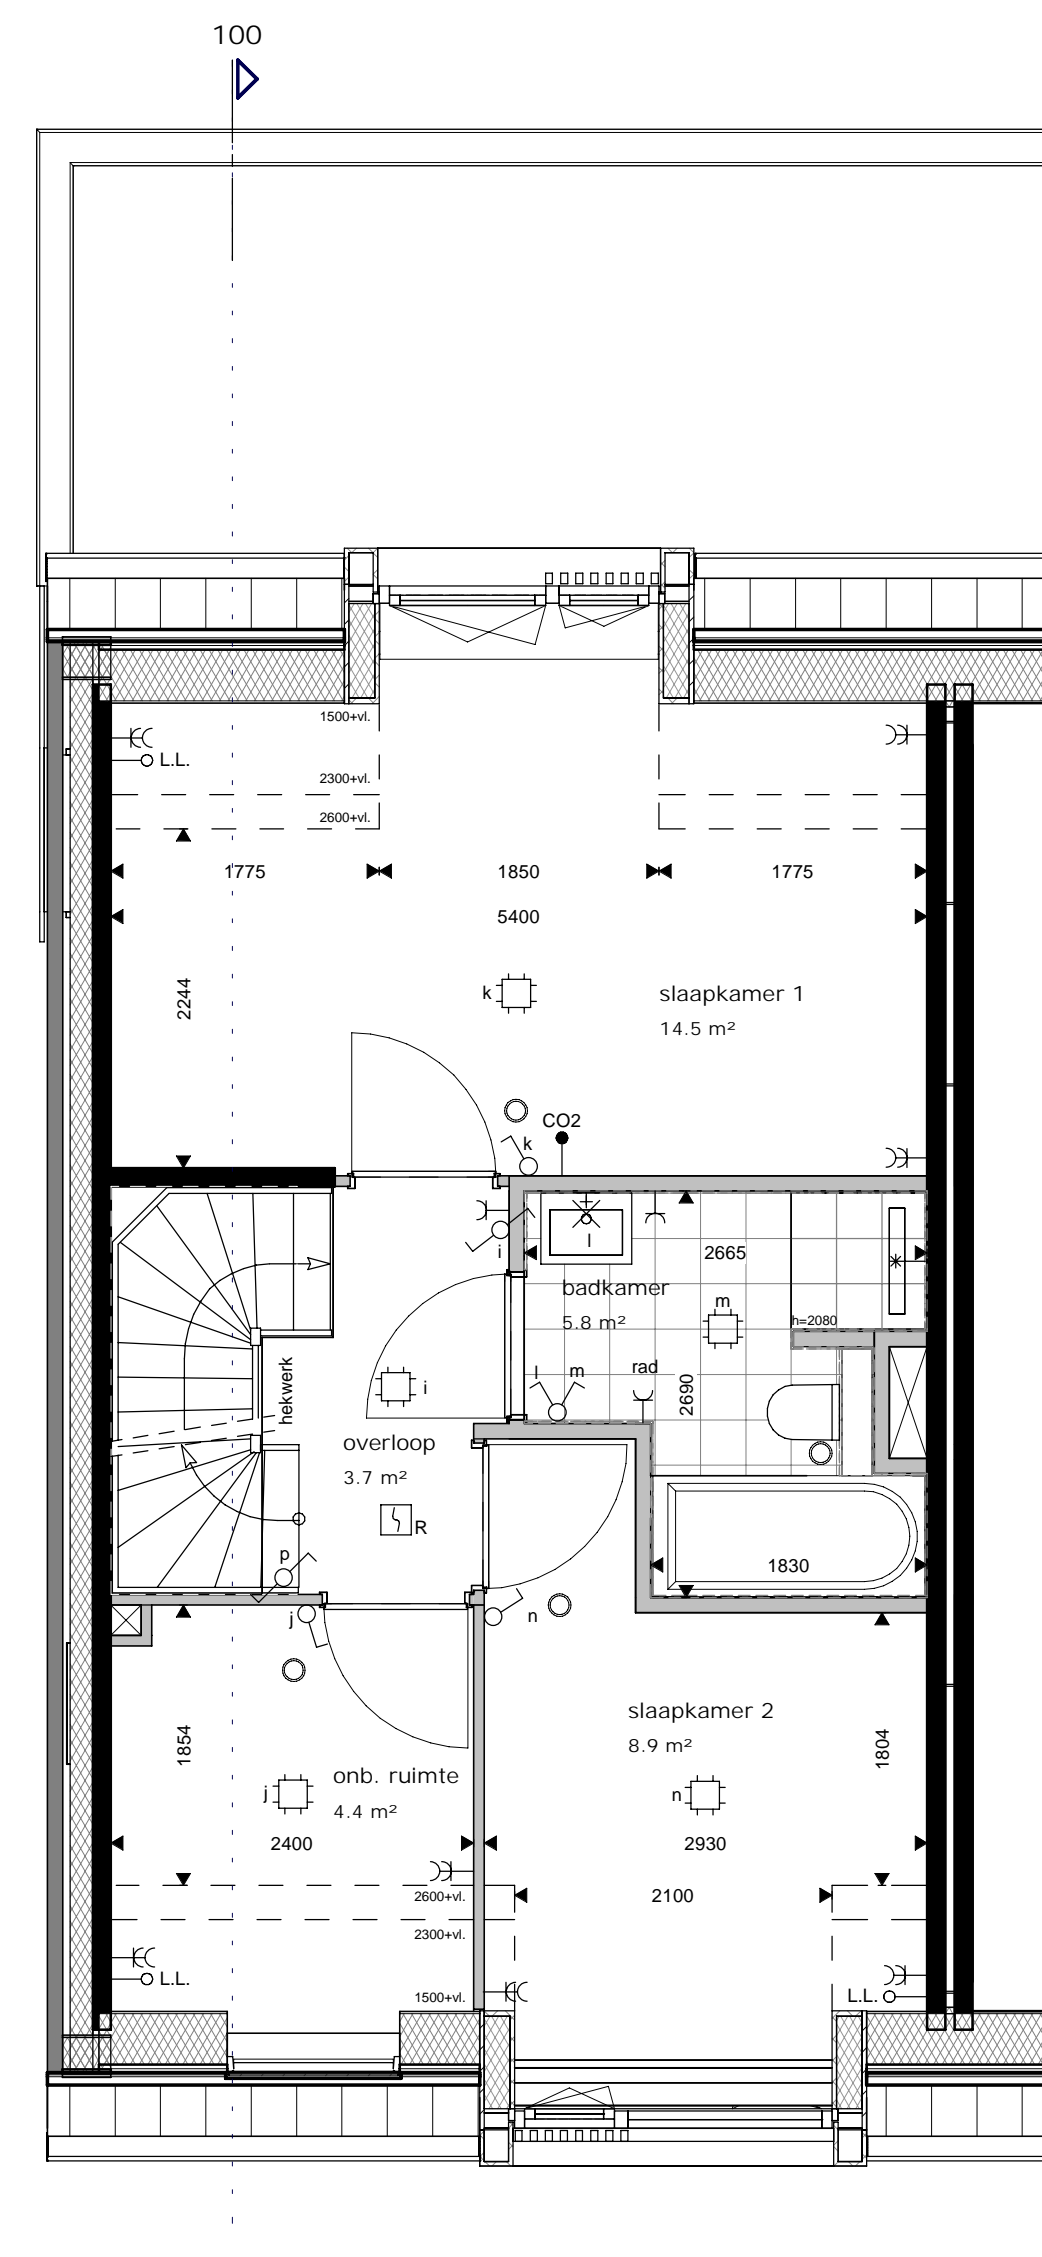 100
1500+vl.
L.L.
2300+vl.
2600+vl.
1775 1850 1775
5400
2244
k
slaapkamer 1
14.5 m²
CO2
k
i
l
2665
badkamer
m
5.8 m²
h=2080
rad
l m
2690
hekwerk
i
overloop
3.7 m²
R
p
1830
j
n
slaapkamer 2
8.9 m²
1854
1804
onb. ruimte
j
4.4 m²
n
2400
2930
2600+vl.
2100
2300+vl.
L.L.
1500+vl.
L.L.